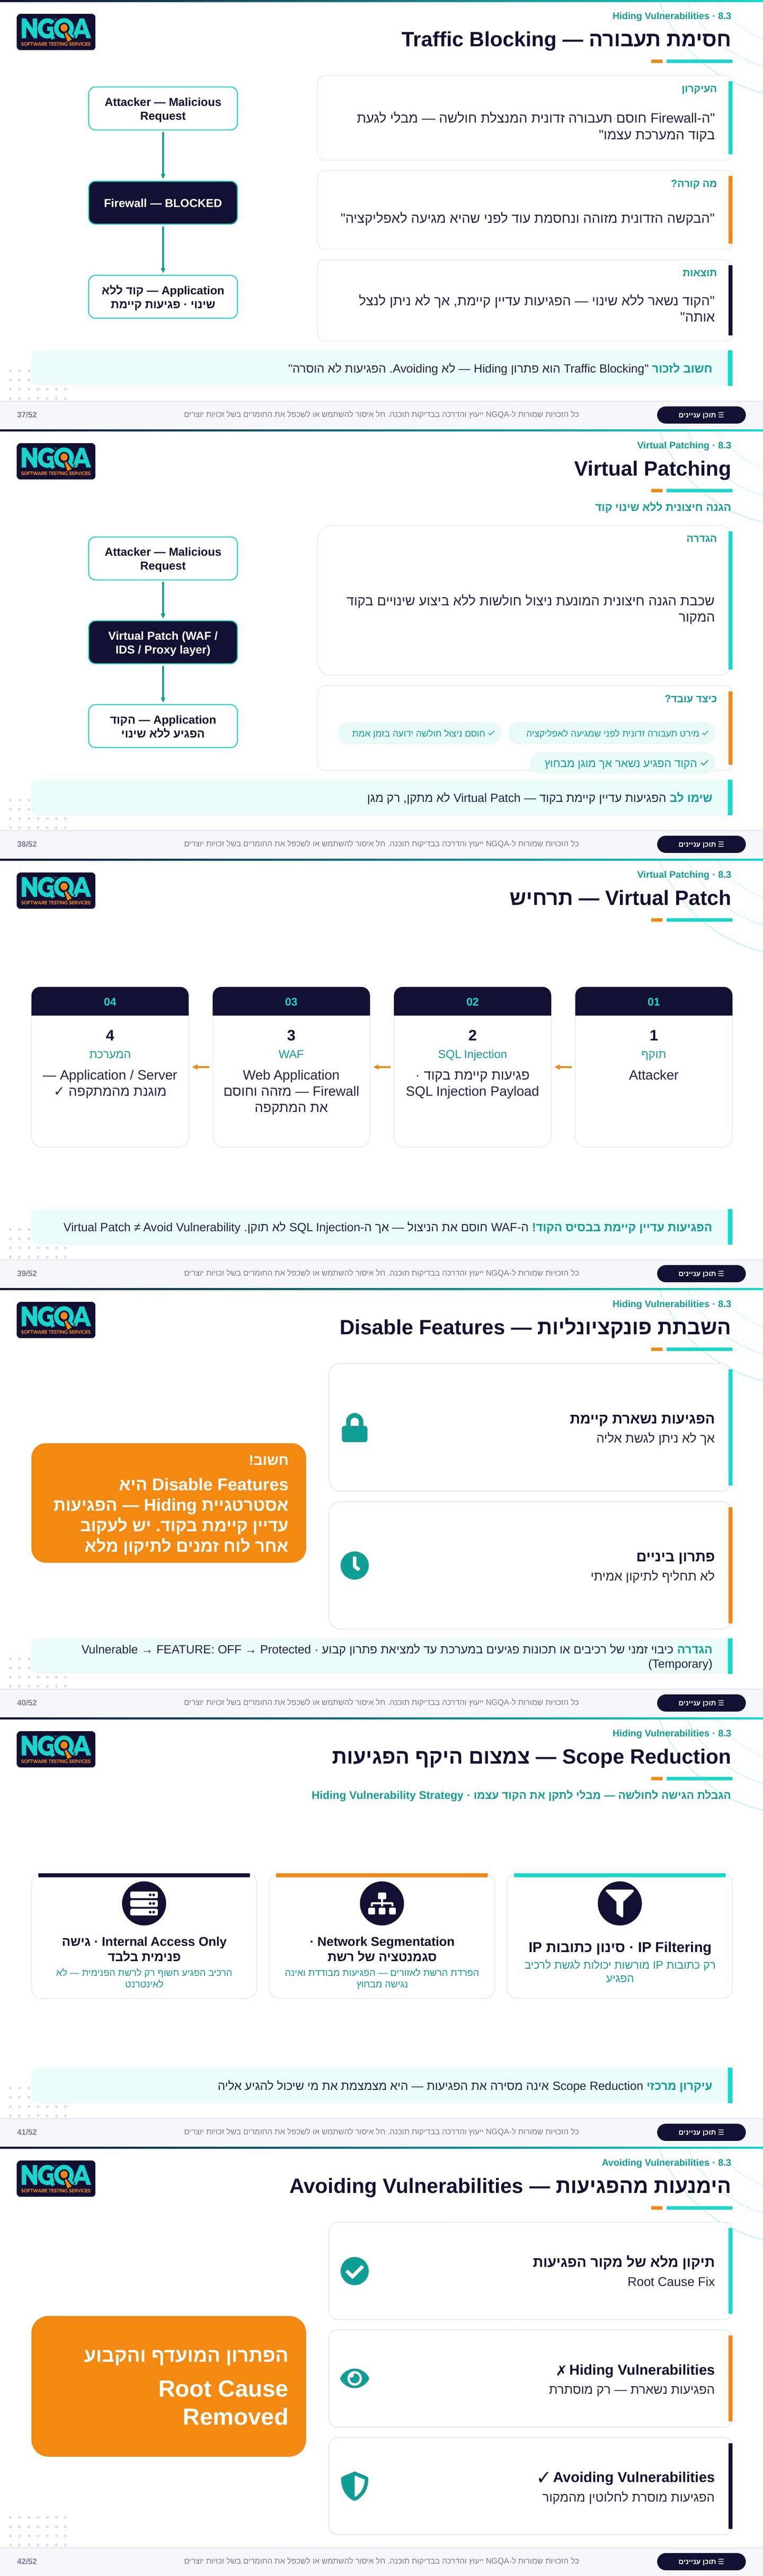 NGQA
SOFTWARE TESTING SERVICES
8.3 · Hiding Vulnerabilities
חסימת תעבורה — Traffic Blocking
העיקרון
"ה-Firewall חוסם תעבורה זדונית המנצלת חולשה — מבלי לגעת
בקוד המערכת עצמו"
מה קורה?
"הבקשה הזדונית מזוהה ונחסמת עוד לפני שהיא מגיעה לאפליקציה"
תוצאות
"הקוד נשאר ללא שינוי — הפגיעות עדיין קיימת, אך לא ניתן לנצל
אותה"
Attacker — Malicious
Request
Firewall — BLOCKED
Application — קוד ללא
שינוי · פגיעות קיימת
חשוב לזכור "Traffic Blocking הוא פתרון Hiding — לא Avoiding. הפגיעות לא הוסרה"
☰ תוכן עניינים
כל הזכויות שמורות ל-NGQA ייעוץ והדרכה בבדיקות תוכנה. חל איסור להשתמש או לשכפל את החומרים בשל זכויות יוצרים
37/52
NGQA
SOFTWARE TESTING SERVICES
8.3 · Virtual Patching
Virtual Patching
הגנה חיצונית ללא שינוי קוד
הגדרה
שכבת הגנה חיצונית המונעת ניצול חולשות ללא ביצוע שינויים בקוד
המקור
כיצד עובד?
✓ מירט תעבורה זדונית לפני שמגיעה לאפליקציה
✓ חוסם ניצול חולשה ידועה בזמן אמת
✓ הקוד הפגיע נשאר אך מוגן מבחוץ
Attacker — Malicious
Request
Virtual Patch (WAF /
IDS / Proxy layer)
Application — הקוד
הפגיע ללא שינוי
שימו לב הפגיעות עדיין קיימת בקוד — Virtual Patch לא מתקן, רק מגן
☰ תוכן עניינים
כל הזכויות שמורות ל-NGQA ייעוץ והדרכה בבדיקות תוכנה. חל איסור להשתמש או לשכפל את החומרים בשל זכויות יוצרים
38/52
NGQA
SOFTWARE TESTING SERVICES
8.3 · Virtual Patching
Virtual Patch — תרחיש
01
1
תוקף
Attacker
02
2
SQL Injection
פגיעות קיימת בקוד ·
SQL Injection Payload
03
3
WAF
Web Application
Firewall — מזהה וחוסם
את המתקפה
04
4
המערכת
Application / Server —
מוגנת מהמתקפה ✓
הפגיעות עדיין קיימת בבסיס הקוד! ה-WAF חוסם את הניצול — אך ה-SQL Injection לא תוקן. Virtual Patch ≠ Avoid Vulnerability
☰ תוכן עניינים
כל הזכויות שמורות ל-NGQA ייעוץ והדרכה בבדיקות תוכנה. חל איסור להשתמש או לשכפל את החומרים בשל זכויות יוצרים
39/52
NGQA
SOFTWARE TESTING SERVICES
8.3 · Hiding Vulnerabilities
השבתת פונקציונליות — Disable Features
הפגיעות נשארת קיימת
אך לא ניתן לגשת אליה
פתרון ביניים
לא תחליף לתיקון אמיתי
חשוב!
Disable Features היא
אסטרטגיית Hiding — הפגיעות
עדיין קיימת בקוד. יש לעקוב
אחר לוח זמנים לתיקון מלא
הגדרה כיבוי זמני של רכיבים או תכונות פגיעים במערכת עד למציאת פתרון קבוע · Vulnerable → FEATURE: OFF → Protected
(Temporary)
☰ תוכן עניינים
כל הזכויות שמורות ל-NGQA ייעוץ והדרכה בבדיקות תוכנה. חל איסור להשתמש או לשכפל את החומרים בשל זכויות יוצרים
40/52
NGQA
SOFTWARE TESTING SERVICES
8.3 · Hiding Vulnerabilities
Scope Reduction — צמצום היקף הפגיעות
הגבלת הגישה לחולשה — מבלי לתקן את הקוד עצמו · Hiding Vulnerability Strategy
IP Filtering · סינון כתובות IP
רק כתובות IP מורשות יכולות לגשת לרכיב
הפגיע
Network Segmentation ·
סגמנטציה של רשת
הפרדת הרשת לאזורים — הפגיעות מבודדת ואינה
נגישה מבחוץ
Internal Access Only · גישה
פנימית בלבד
הרכיב הפגיע חשוף רק לרשת הפנימית — לא
לאינטרנט
עיקרון מרכזי Scope Reduction אינה מסירה את הפגיעות — היא מצמצמת את מי שיכול להגיע אליה
☰ תוכן עניינים
כל הזכויות שמורות ל-NGQA ייעוץ והדרכה בבדיקות תוכנה. חל איסור להשתמש או לשכפל את החומרים בשל זכויות יוצרים
41/52
NGQA
SOFTWARE TESTING SERVICES
8.3 · Avoiding Vulnerabilities
הימנעות מהפגיעות — Avoiding Vulnerabilities
תיקון מלא של מקור הפגיעות
Root Cause Fix
Hiding Vulnerabilities ✗
הפגיעות נשארת — רק מוסתרת
Avoiding Vulnerabilities ✓
הפגיעות מוסרת לחלוטין מהמקור
הפתרון המועדף והקבוע
Root Cause
Removed
☰ תוכן עניינים
כל הזכויות שמורות ל-NGQA ייעוץ והדרכה בבדיקות תוכנה. חל איסור להשתמש או לשכפל את החומרים בשל זכויות יוצרים
42/52